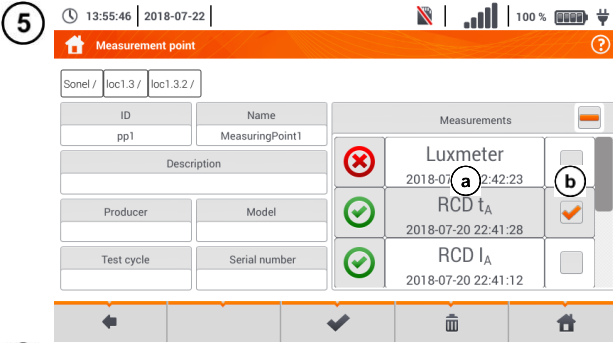 5
13:55:46 2018-07-22 100 %
Measurement point ?
Sonel / loc1.3 / loc1.3.2 /
ID Name Measurements
pp1 MeasuringPoint1
Description
Luxmeter
2018-07 2:42:23
a b
Producer Model
RCD tA
2018-07-20 22:41:28
Test cycle Serial number
RCD IA
2018-07-20 22:41:12